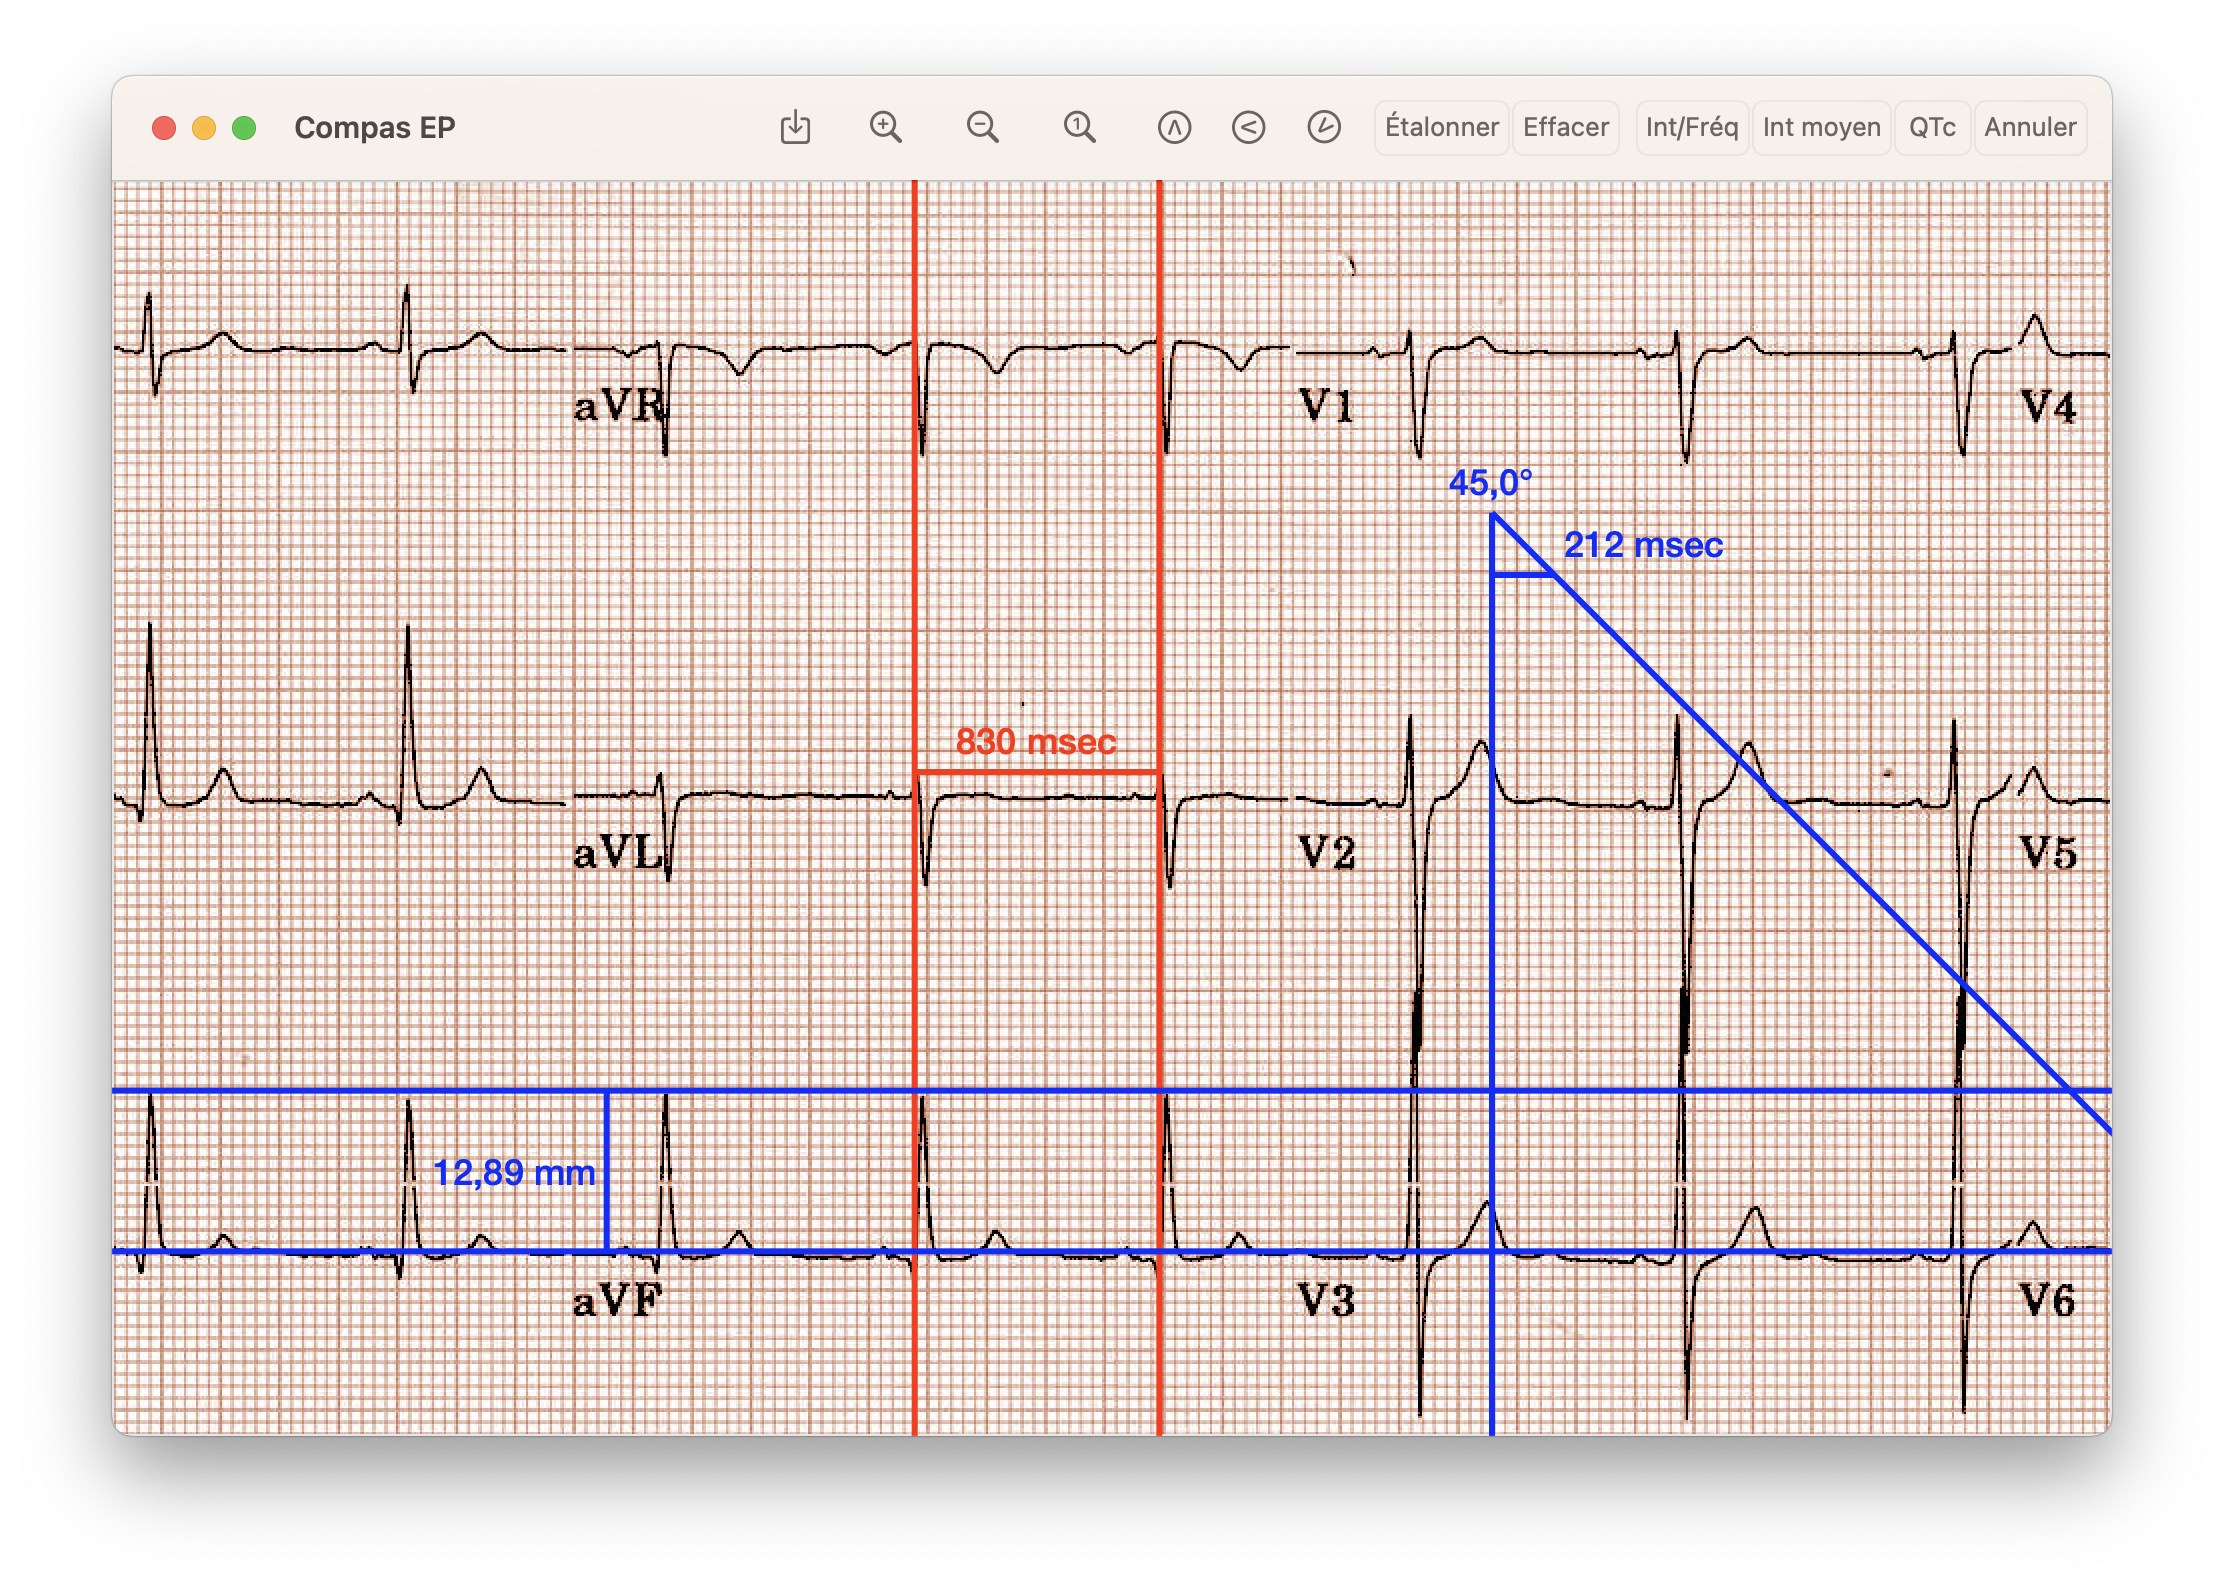 Compas EP
1
Étalonner
Effacer
Int/Fréq
Int moyen
QTc
Annuler
aVR
V1
V4
45,0°
212 msec
830 msec
aVL
V2
V5
12,89 mm
aVF
V3
V6